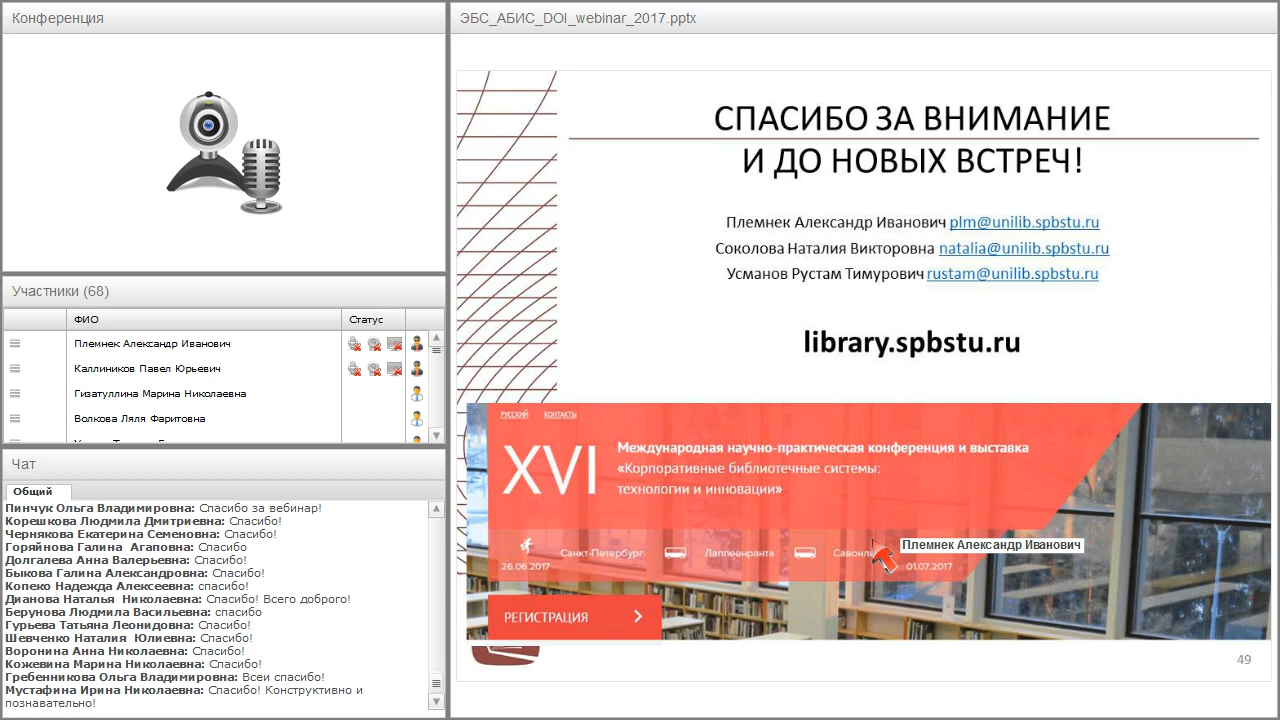 Конференция
Участники (68)
ФИО
Статус
Племнек Александр Иванович
Каллиников Павел Юрьевич
Гизатуллина Марина Николаевна
Волкова Ляля Фаритовна
Чат
Общий
Пинчук Ольга Владимировна: Спасибо за вебинар!
Корешкова Людмила Дмитриевна: Спасибо!
Чернякова Екатерина Семеновна: Спасибо!
Горяйнова Галина Агаповна: Спасибо
Долгалева Анна Валерьевна: Спасибо!
Быкова Галина Александровна: Спасибо!
Копеко Надежда Алексеевна: спасибо!
Дианова Наталья Николаевна: Спасибо! Всего доброго!
Берунова Людмила Васильевна: спасибо
Гурьева Татьяна Леонидовна: Спасибо!
Шевченко Наталия Юлиевна: Спасибо!
Воронина Анна Николаевна: Спасибо!
Кожевина Марина Николаевна: Спасибо!
Гребенникова Ольга Владимировна: Всеи спасибо!
Мустафина Ирина Николаевна: Спасибо! Конструктивно и
познавательно!
ЭБС_АБИС_DOI_webinar_2017.pptx
СПАСИБО ЗА ВНИМАНИЕ
И ДО НОВЫХ ВСТРЕЧ!
Племнек Александр Иванович plm@unilib.spbstu.ru
Соколова Наталия Викторовна natalia@unilib.spbstu.ru
Усманов Рустам Тимурович rustam@unilib.spbstu.ru
library.spbstu.ru
РУССКИЙ КОНТАКТЫ
XVI
Международная научно-практическая конференция и выставка
«Корпоративные библиотечные системы:
технологии и инновации»
Санкт-Петербург Лаппеенранта
Племнек Александр Иванович
26.06.2017 01.07.2017
РЕГИСТРАЦИЯ
49